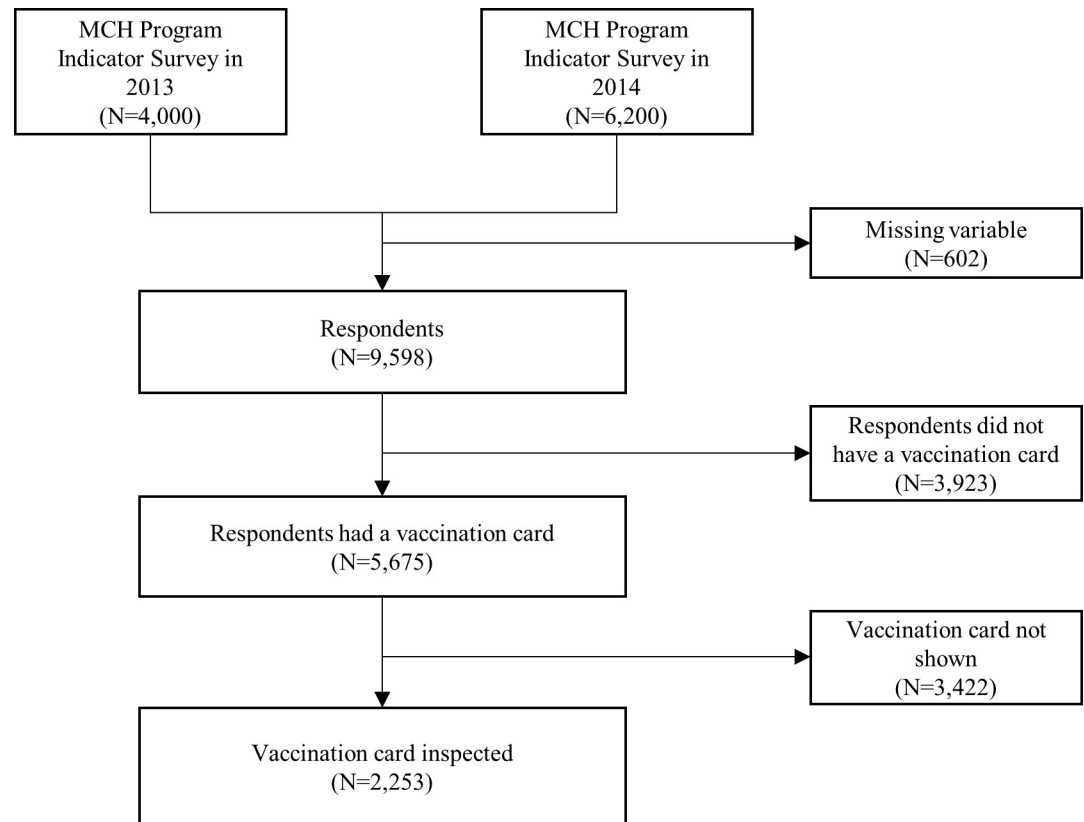 MCH Program
Indicator Survey in
2013
(N=4,000)
MCH Program
Indicator Survey in
2014
(N=6,200)
Missing variable
(N=602)
Respondents
(N=9,598)
Respondents did not
have a vaccination card
(N=3,923)
Respondents had a vaccination card
(N=5,675)
Vaccination card not
shown
(N=3,422)
Vaccination card inspected
(N=2,253)